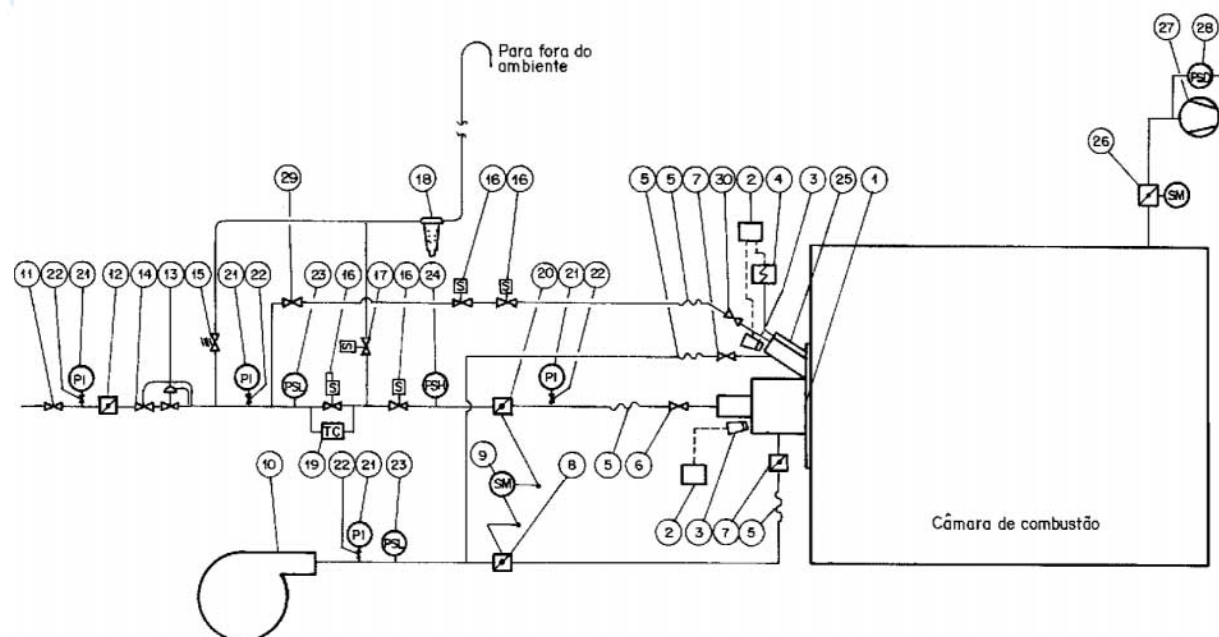 27 28
Para fora do
ambiente
PSD
26
SM
29 18 16 16 5 5 7 30 2 4 3 25 1
S S
11 22 21 12 14 13 15 21 22 23 16 17 16 24 20 21 22
PI PI PSL S S S PSH PI
TC
10 19 22 21 23 9 8 5 6
SM
PI PSL
2 3 7 5
Câmara de combustão